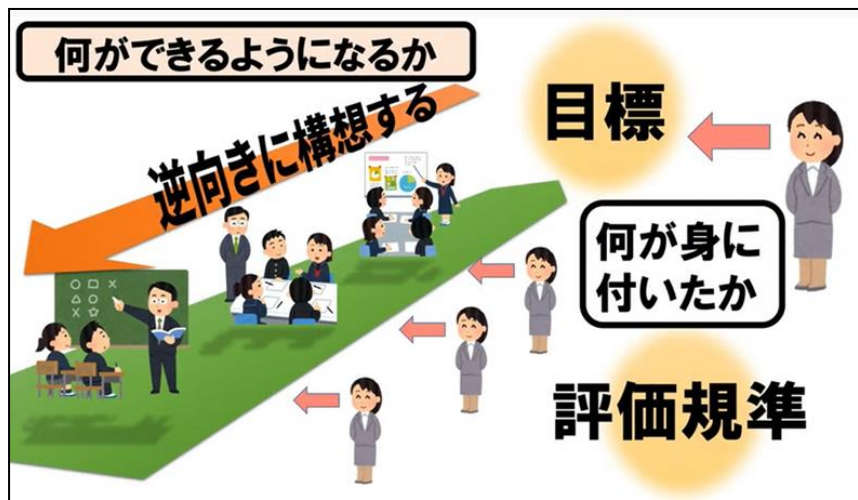 何ができるようになるか
逆向きに構想する
目標
何が身に
付いたか
評価規準
○□×
△○
×☆